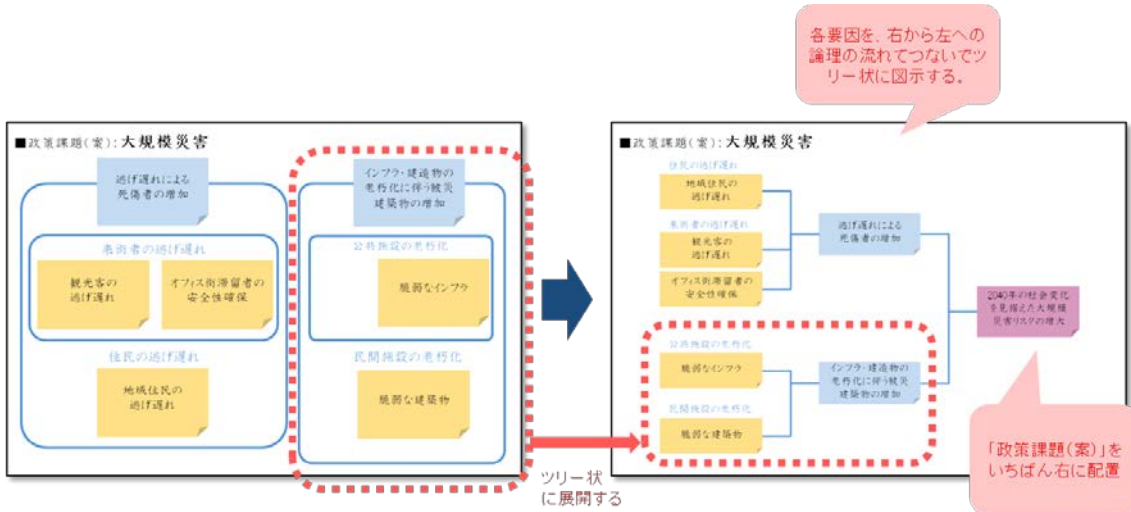 各要因を、右から左への
論理の流れでつないでツ
リー状に図示する。
■政策課題(案):大規模災害
逃げ遅れによる
死傷者の増加
インフラ・建造物の
老朽化に伴う被災
建築物の増加
来街者の逃げ遅れ
観光客の
逃げ遅れ
オフィス街滞留者の
安全性確保
公共施設の老朽化
脆弱なインフラ
住民の逃げ遅れ
地域住民の
逃げ遅れ
民間施設の老朽化
脆弱な建築物
ツリー状
に展開する
■政策課題(案):大規模災害
住民の逃げ遅れ
地域住民の
逃げ遅れ
来街者の逃げ遅れ
観光客の
逃げ遅れ
オフィス街滞留者の
安全性確保
逃げ遅れによる
死傷者の増加
公共施設の老朽化
脆弱なインフラ
民間施設の老朽化
脆弱な建築物
インフラ・建造物の
老朽化に伴う被災
建築物の増加
2040年の社会変化
を見据えた大規模
災害リスクの増大
「政策課題(案)」を
いちばん右に配置